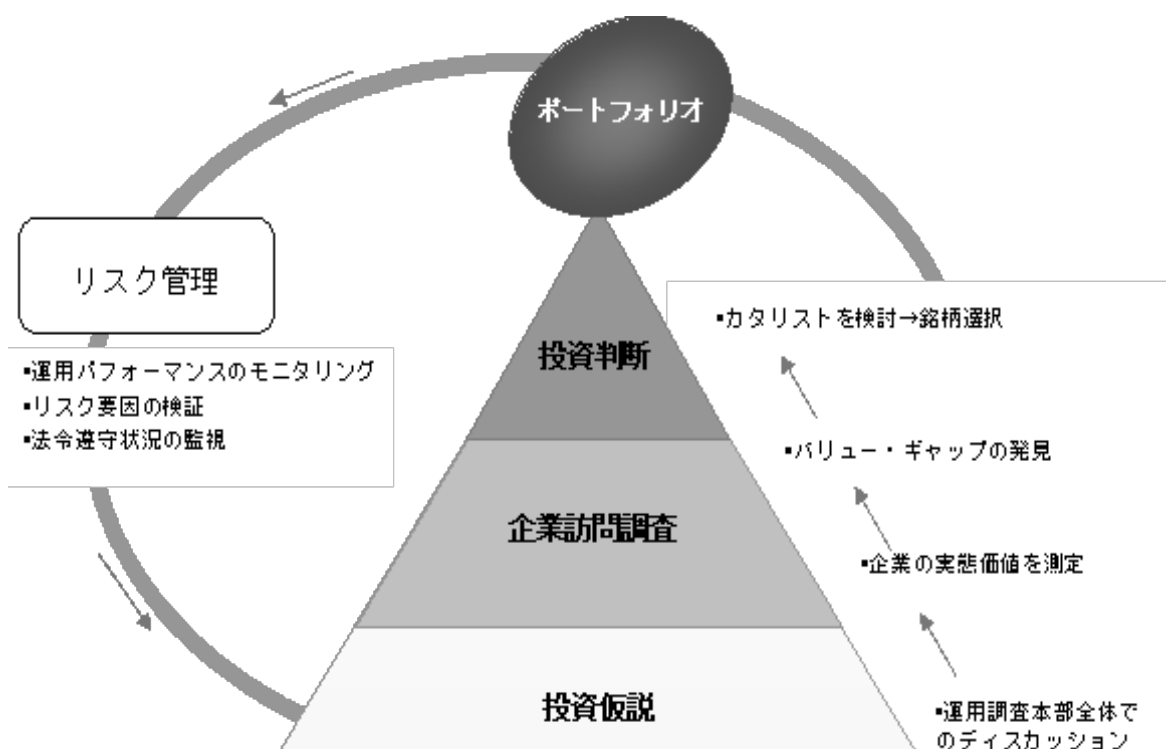 ポートフォリオ
リスク管理
▪運用パフォーマンスのモニタリング
▪リスク要因の検証
▪法令遵守状況の監視
投資判断
企業訪問調査
投資仮説
▪カタリストを検討→銘柄選択
▪バリュー・ギャップの発見
▪企業の実態価値を測定
▪運用調査本部全体で
のディスカッション